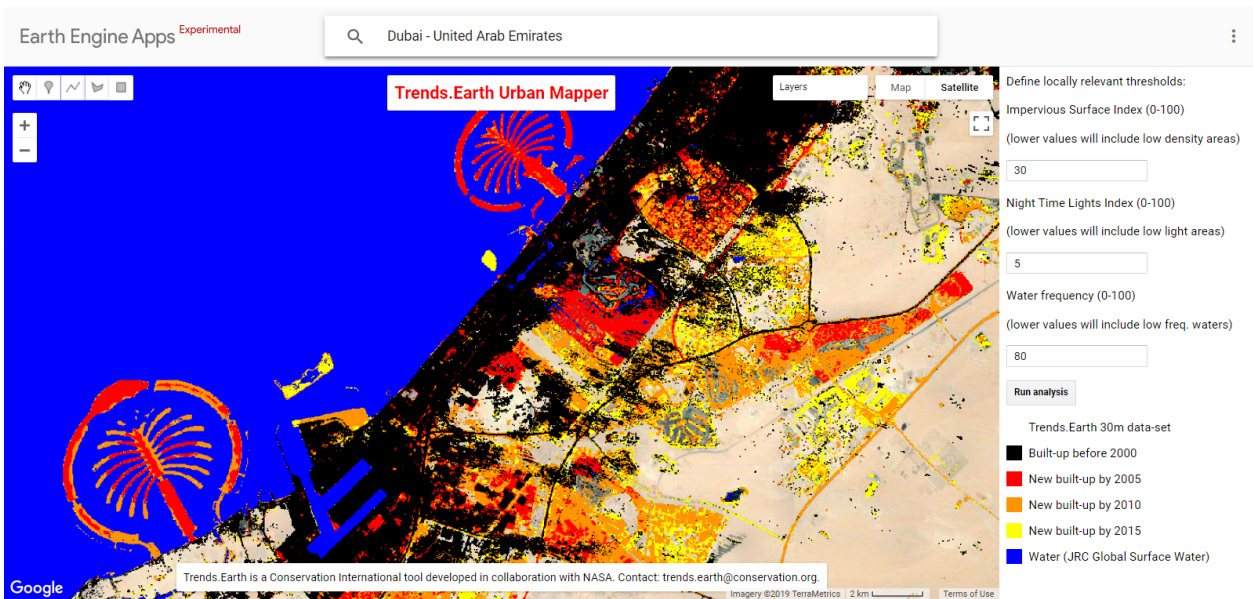 Earth Engine Apps Experimental
Dubai - United Arab Emirates
Trends.Earth Urban Mapper
Layers
Map
Satellite
+
−
Define locally relevant thresholds:
Impervious Surface Index (0-100)
(lower values will include low density areas)
30
Night Time Lights Index (0-100)
(lower values will include low light areas)
5
Water frequency (0-100)
(lower values will include low freq. waters)
80
Run analysis
Trends.Earth 30m data-set
Built-up before 2000
New built-up by 2005
New built-up by 2010
New built-up by 2015
Water (JRC Global Surface Water)
Trends.Earth is a Conservation International tool developed in collaboration with NASA. Contact: trends.earth@conservation.org.
Google
Imagery ©2019 TerraMetrics
2 km
Terms of Use